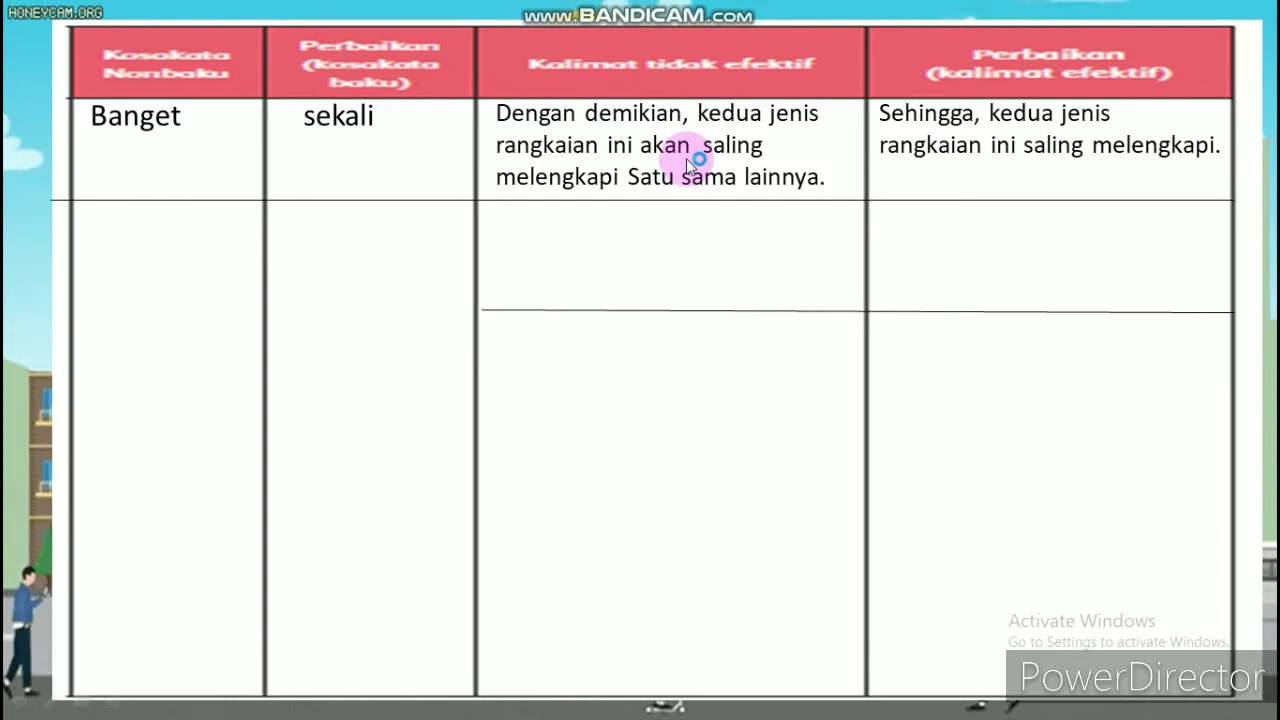 HONEYCAM.ORG
www.BANDICAM.com
Kosakata
Nonbaku
Perbaikan
(kosakata
baku)
Kalimat tidak efektif
Perbaikan
(kalimat efektif)
Banget
sekali
Dengan demikian, kedua jenis
rangkaian ini akan saling
melengkapi Satu sama lainnya.
Sehingga, kedua jenis
rangkaian ini saling melengkapi.
Activate Windows
Go to Settings to activate Windows.
PowerDirector